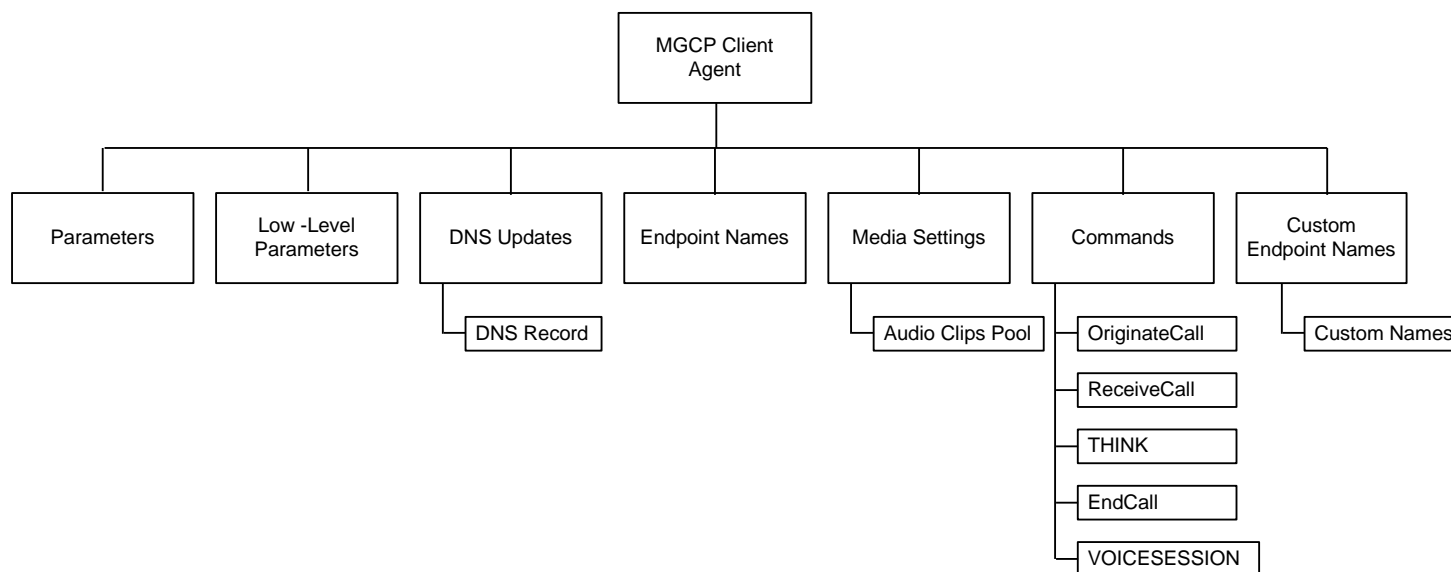 MGCP Client
Agent
Parameters
Low -Level
Parameters
DNS Updates
Endpoint Names
Media Settings
Commands
Custom
Endpoint Names
DNS Record
Audio Clips Pool
OriginateCall
Custom Names
ReceiveCall
THINK
EndCall
VOICESESSION